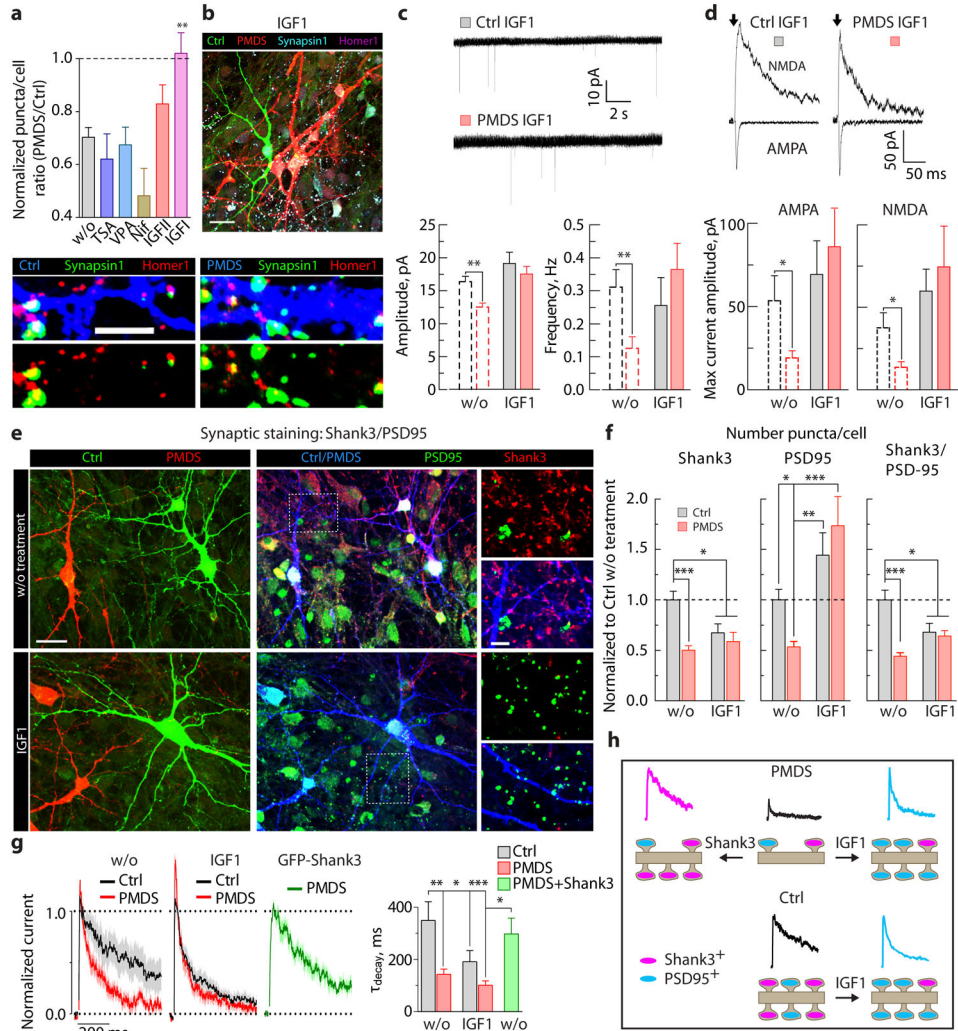 a
Normalized puncta/cell
ratio (PMDS/Ctrl)
1.0
0.8
0.6
0.4
**
w/o
TSA
VPA
Nif
IGFII
IGFI
Ctrl Synapsin1 Homer1
PMDS Synapsin1 Homer1
b
IGF1
Ctrl PMDS Synapsin1 Homer1
c
Ctrl IGF1
10 pA
2 s
PMDS IGF1
Amplitude, pA
25
20
15
10
5
0
**
w/o IGF1
Frequency, Hz
0.5
0.4
0.3
0.2
0.1
0
**
w/o IGF1
d
Ctrl IGF1
PMDS IGF1
NMDA
AMPA
50 pA
50 ms
AMPA
NMDA
Max current amplitude, pA
100
50
0
*
*
w/o IGF1
w/o IGF1
e
Synaptic staining: Shank3/PSD95
Ctrl PMDS
Ctrl/PMDS PSD95 Shank3
w/o treatment
IGF1
f
Number puncta/cell
Shank3
PSD95
Shank3/
PSD-95
Normalized to Ctrl w/o teratment
2.0
1.5
1.0
0.5
0.0
Ctrl
PMDS
*
***
* ***
**
*
***
w/o IGF1
w/o IGF1
w/o IGF1
g
w/o
Ctrl
PMDS
IGF1
Ctrl
PMDS
GFP-Shank3
PMDS
Normalized current
1.0
0.0
Ctrl
PMDS
PMDS+Shank3
** * ***
*
τdecay, ms
400
200
0
w/o IGF1 w/o
h
PMDS
Shank3
IGF1
Ctrl
Shank3+
PSD95+
IGF1